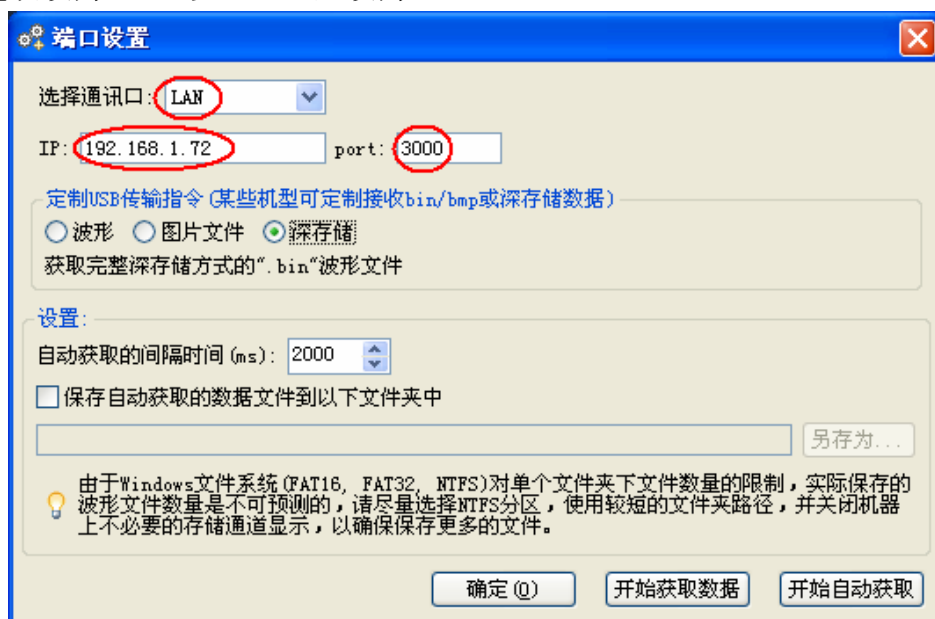 端口设置
选择通讯口: LAN
IP: 192.168.1.72 port: 3000
定制USB传输指令(某些机型可定制接收bin/bmp或深存储数据)
波形 图片文件 深存储
获取完整深存储方式的“.bin“波形文件
设置:
自动获取的间隔时间(ms): 2000
保存自动获取的数据文件到以下文件夹中
另存为...
由于Windows文件系统(FAT16, FAT32, NTFS)对单个文件夹下文件数量的限制,实际保存的
波形文件数量是不可预测的,请尽量选择NTFS分区,使用较短的文件夹路径,并关闭机器
上不必要的存储通道显示,以确保保存更多的文件。
确定(O) 开始获取数据 开始自动获取